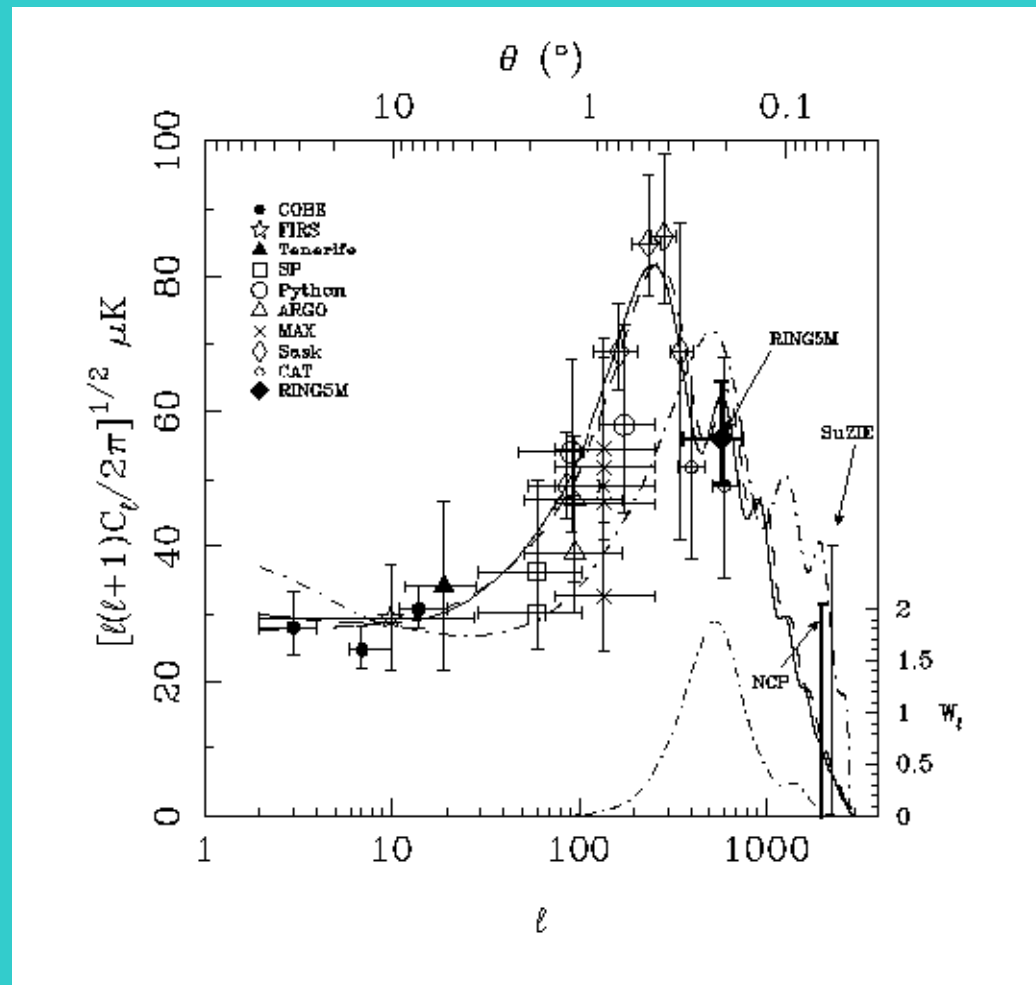 θ (°)
10 1 0.1
[ℓ(ℓ+1)Cℓ/2π]^1/2 μK
100
80
60
40
20
0
COBE
FIRS
Tenerife
SP
Python
ARGO
MAX
Sask
CAT
RING5M
RING5M
SuZIE
NCP
2
1.5
1
0.5
0
Wℓ
1 10 100 1000
ℓ